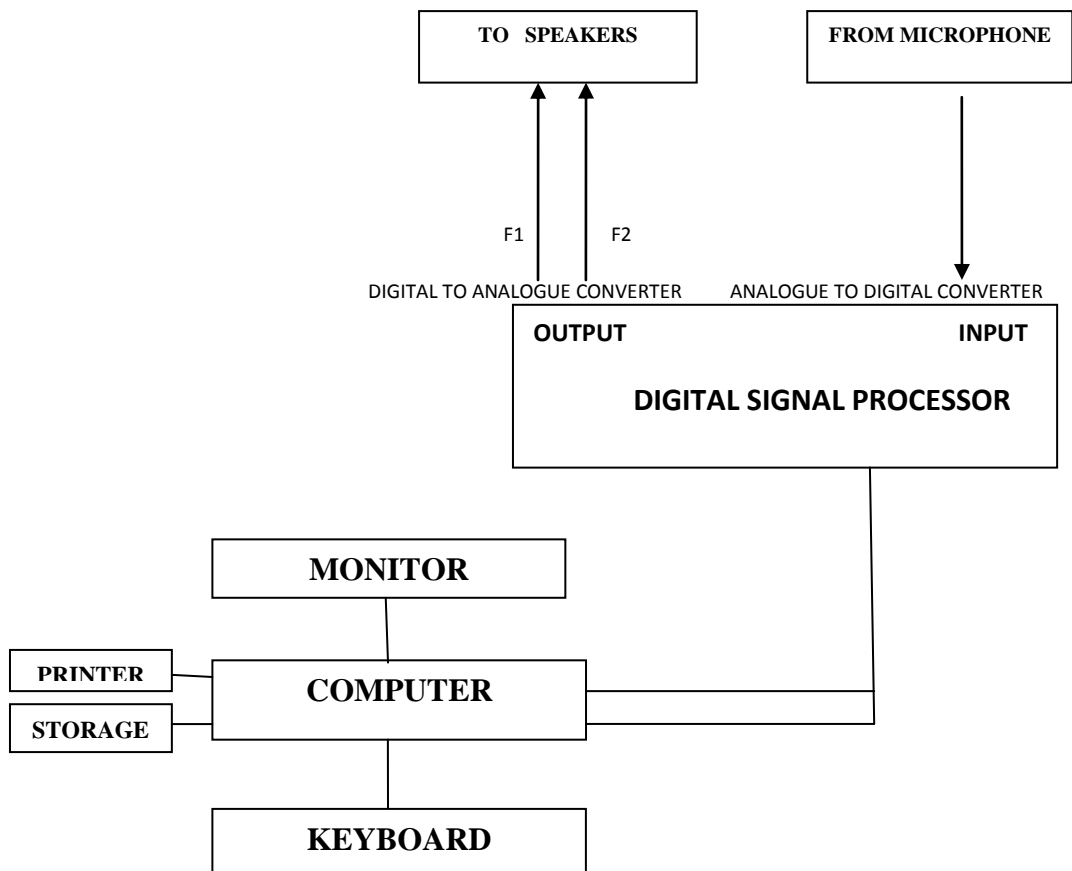 TO SPEAKERS
FROM MICROPHONE
F1
F2
DIGITAL TO ANALOGUE CONVERTER
ANALOGUE TO DIGITAL CONVERTER
OUTPUT
INPUT
DIGITAL SIGNAL PROCESSOR
MONITOR
PRINTER
COMPUTER
STORAGE
KEYBOARD